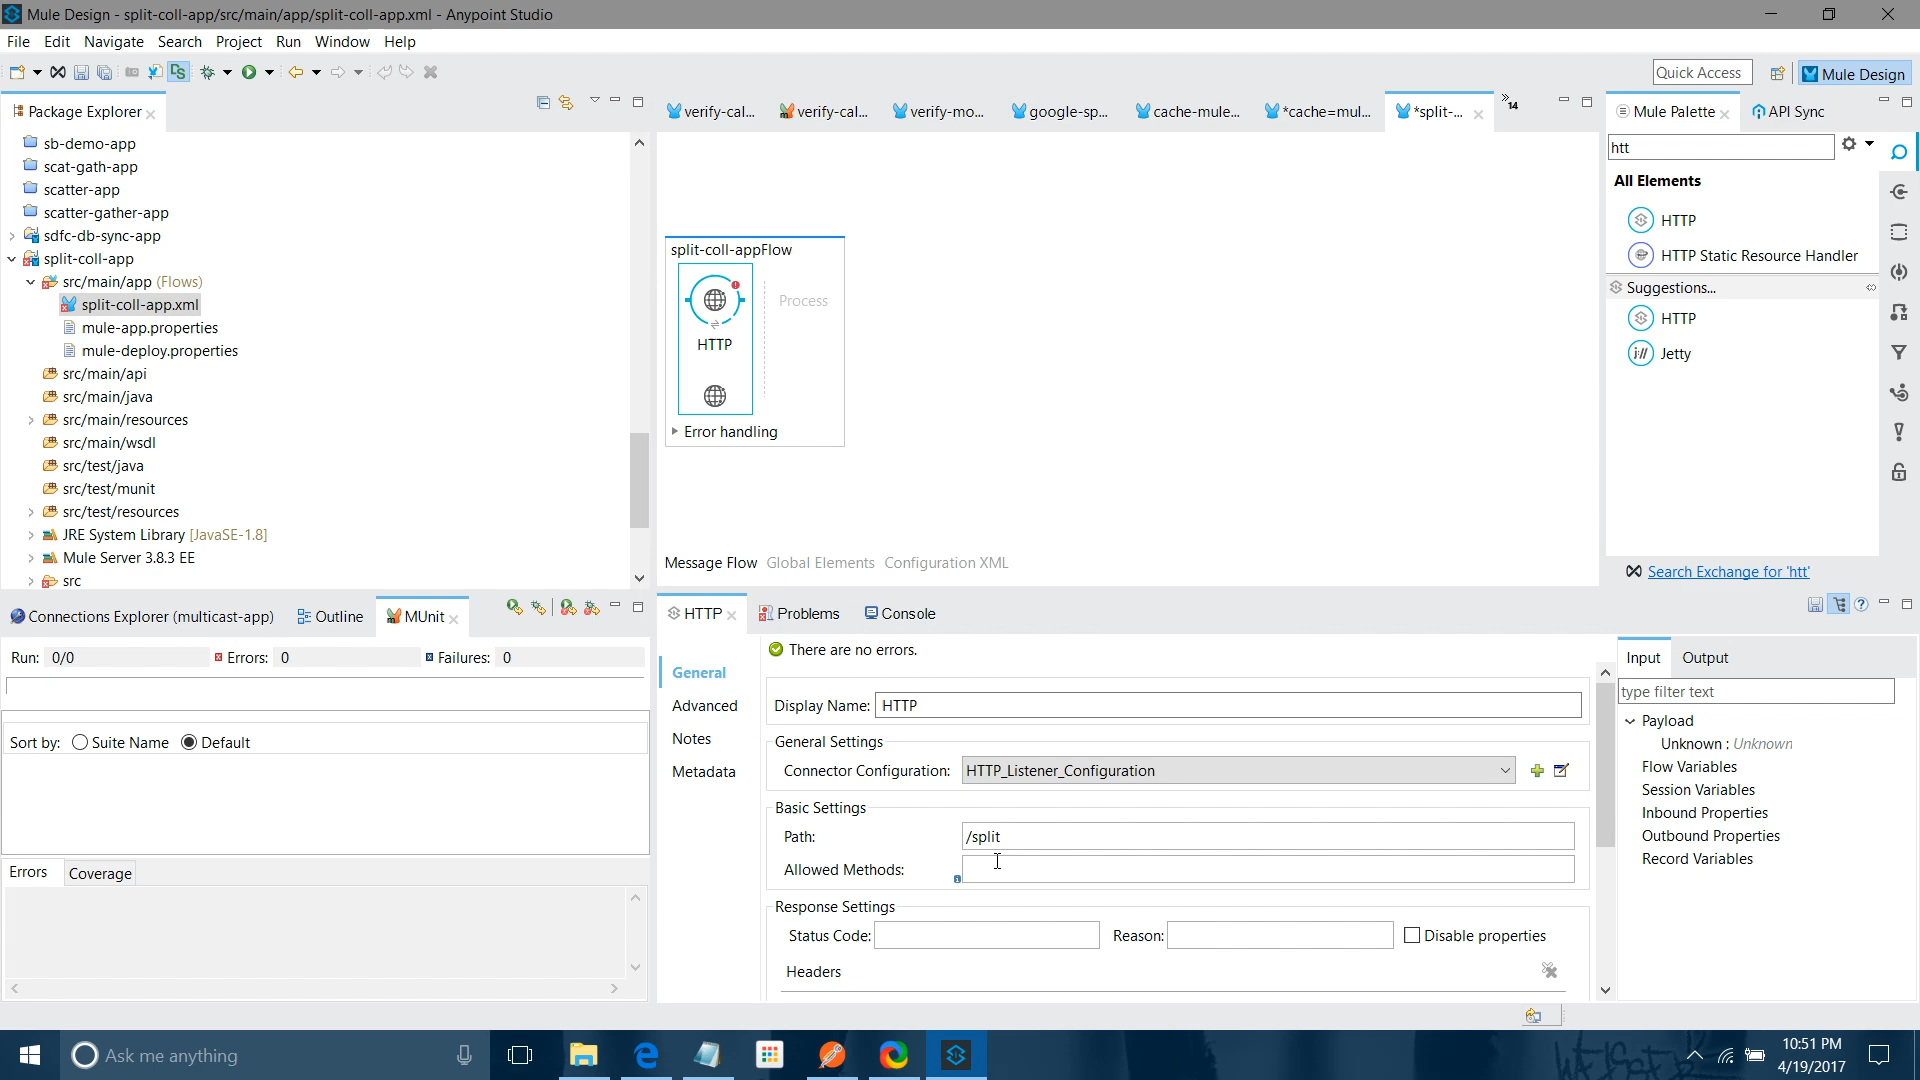 Mule Design - split-coll-app/src/main/app/split-coll-app.xml - Anypoint Studio
File Edit Navigate Search Project Run Window Help
Quick Access
Mule Design
Package Explorer
sb-demo-app
scat-gath-app
scatter-app
scatter-gather-app
sdfc-db-sync-app
split-coll-app
src/main/app (Flows)
split-coll-app.xml
mule-app.properties
mule-deploy.properties
src/main/api
src/main/java
src/main/resources
src/main/wsdl
src/test/java
src/test/munit
src/test/resources
JRE System Library [JavaSE-1.8]
Mule Server 3.8.3 EE
src
verify-cal... verify-cal... verify-mo... google-sp... cache-mule... *cache=mul... *split-... »14
split-coll-appFlow
HTTP
Process
Error handling
Message Flow Global Elements Configuration XML
Mule Palette API Sync
htt
All Elements
HTTP
HTTP Static Resource Handler
Suggestions...
HTTP
Jetty
Search Exchange for 'htt'
Connections Explorer (multicast-app) Outline MUnit
Run: 0/0 Errors: 0 Failures: 0
Sort by: Suite Name Default
Errors Coverage
HTTP Problems Console
There are no errors.
General
Advanced
Notes
Metadata
Display Name: HTTP
General Settings
Connector Configuration: HTTP_Listener_Configuration
Basic Settings
Path: /split
Allowed Methods:
Response Settings
Status Code: Reason: Disable properties
Headers
Input Output
type filter text
Payload
Unknown : Unknown
Flow Variables
Session Variables
Inbound Properties
Outbound Properties
Record Variables
Ask me anything
10:51 PM
4/19/2017